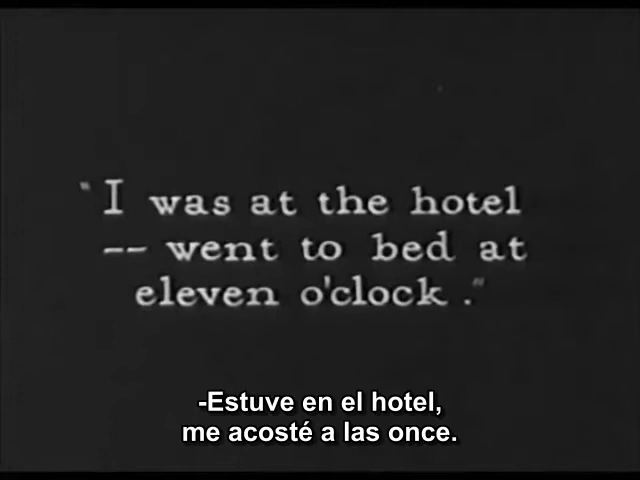 "I was at the hotel
-- went to bed at
eleven o'clock."
-Estuve en el hotel,
me acosté a las once.